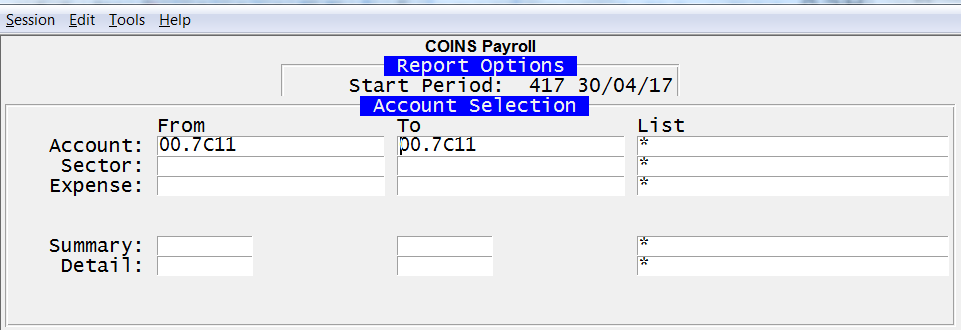 Session Edit Tools Help
COINS Payroll
Report Options
Start Period: 417 30/04/17
Account Selection
From To List
Account: 00.7C11 00.7C11 *
Sector: *
Expense: *
Summary: *
Detail: *